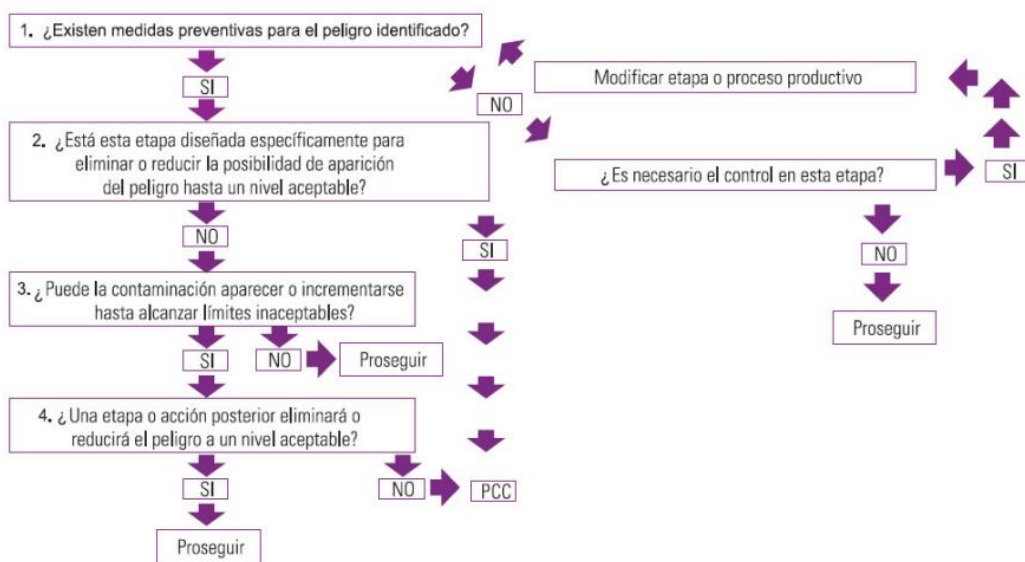 1. ¿Existen medidas preventivas para el peligro identificado?
SI
NO
Modificar etapa o proceso productivo
2. ¿Está esta etapa diseñada específicamente para
eliminar o reducir la posibilidad de aparición
del peligro hasta un nivel aceptable?
¿Es necesario el control en esta etapa?
SI
NO
SI
NO
Proseguir
3. ¿Puede la contaminación aparecer o incrementarse
hasta alcanzar límites inaceptables?
SI
NO
Proseguir
4. ¿Una etapa o acción posterior eliminará o
reducirá el peligro a un nivel aceptable?
SI
NO
PCC
Proseguir